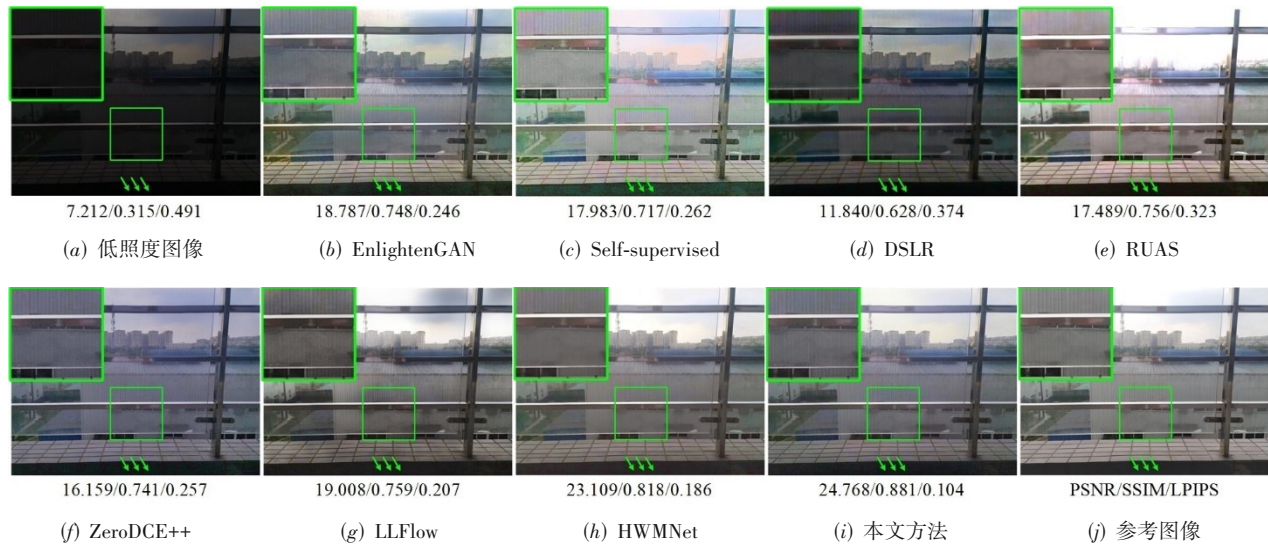 7.212/0.315/0.491 18.787/0.748/0.246 17.983/0.717/0.262 11.840/0.628/0.374 17.489/0.756/0.323
(a) 低照度图像 (b) EnlightenGAN (c) Self-supervised (d) DSLR (e) RUAS
16.159/0.741/0.257 19.008/0.759/0.207 23.109/0.818/0.186 24.768/0.881/0.104 PSNR/SSIM/LPIPS
(f) ZeroDCE++ (g) LLFlow (h) HWMNet (i) 本文方法 (j) 参考图像